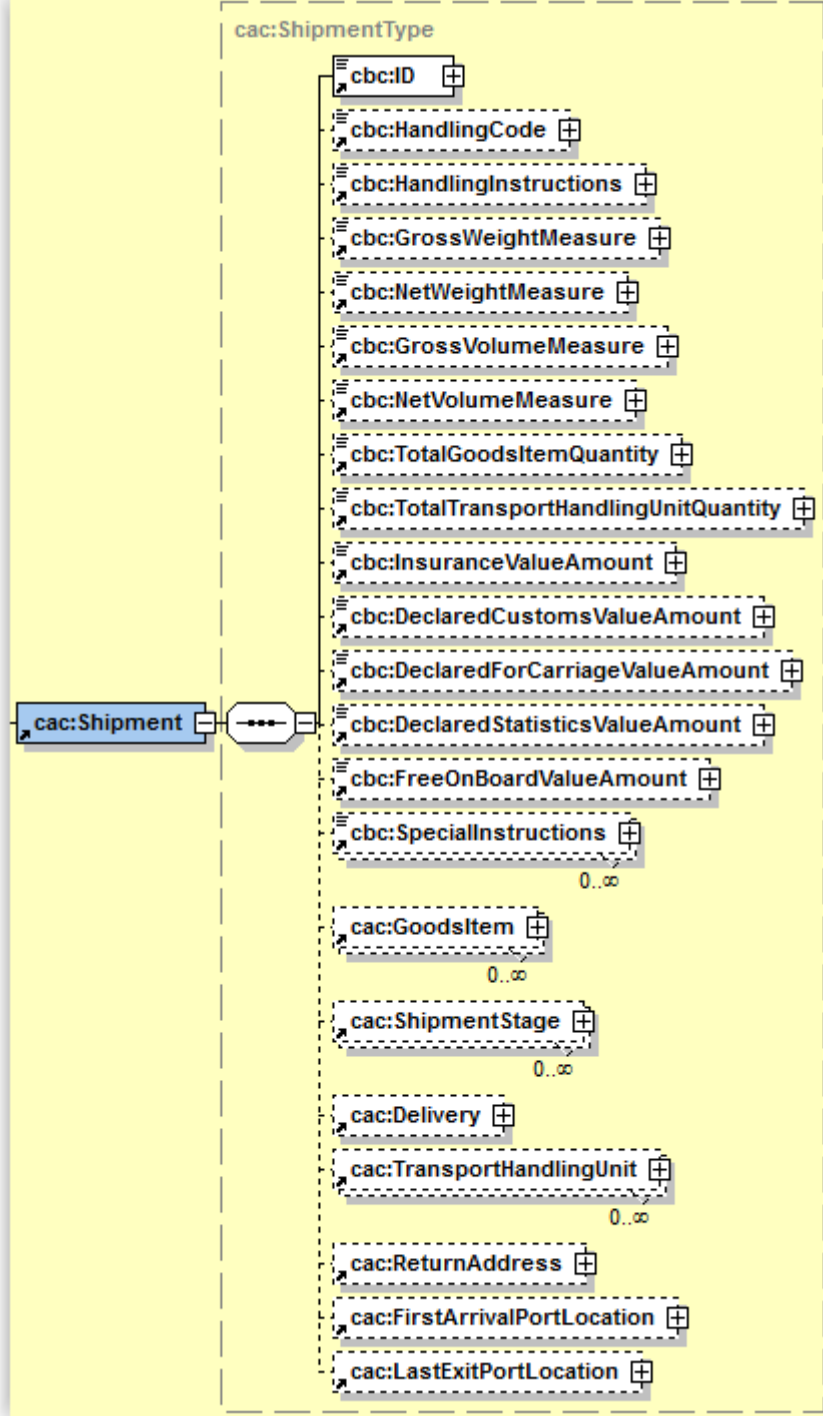 cac:ShipmentType
cbc:ID
cbc:HandlingCode
cbc:HandlingInstructions
cbc:GrossWeightMeasure
cbc:NetWeightMeasure
cbc:GrossVolumeMeasure
cbc:NetVolumeMeasure
cbc:TotalGoodsItemQuantity
cbc:TotalTransportHandlingUnitQuantity
cbc:InsuranceValueAmount
cbc:DeclaredCustomsValueAmount
cbc:DeclaredForCarriageValueAmount
cac:Shipment
cbc:DeclaredStatisticsValueAmount
cbc:FreeOnBoardValueAmount
cbc:SpecialInstructions
0..∞
cac:GoodsItem
0..∞
cac:ShipmentStage
0..∞
cac:Delivery
cac:TransportHandlingUnit
0..∞
cac:ReturnAddress
cac:FirstArrivalPortLocation
cac:LastExitPortLocation